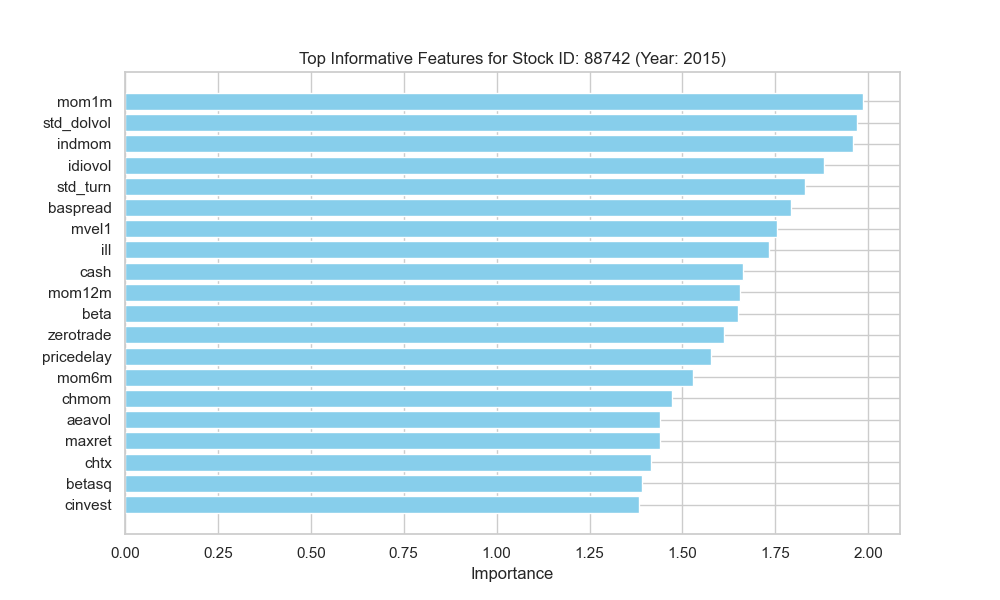 Top Informative Features for Stock ID: 88742 (Year: 2015)
mom1m
std_dolvol
indmom
idiovol
std_turn
baspread
mvel1
ill
cash
mom12m
beta
zerotrade
pricedelay
mom6m
chmom
aeavol
maxret
chtx
betasq
cinvest
0.00 0.25 0.50 0.75 1.00 1.25 1.50 1.75 2.00
Importance